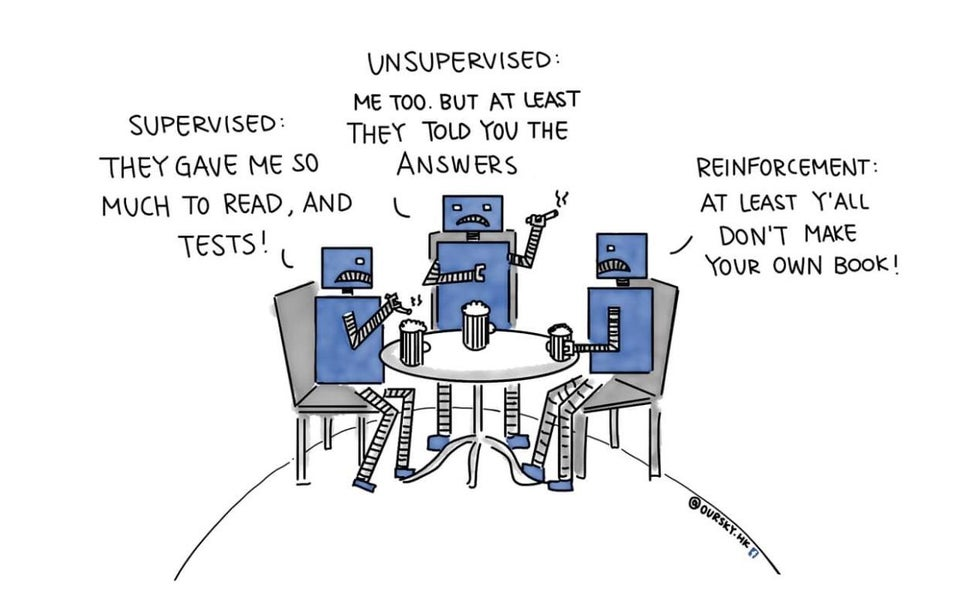 UNSUPERVISED:
ME TOO. BUT AT LEAST
THEY TOLD YOU THE
ANSWERS
SUPERVISED:
THEY GAVE ME SO
MUCH TO READ, AND
TESTS!
REINFORCEMENT:
AT LEAST Y'ALL
DON'T MAKE
YOUR OWN BOOK!
@OURSKY.HK